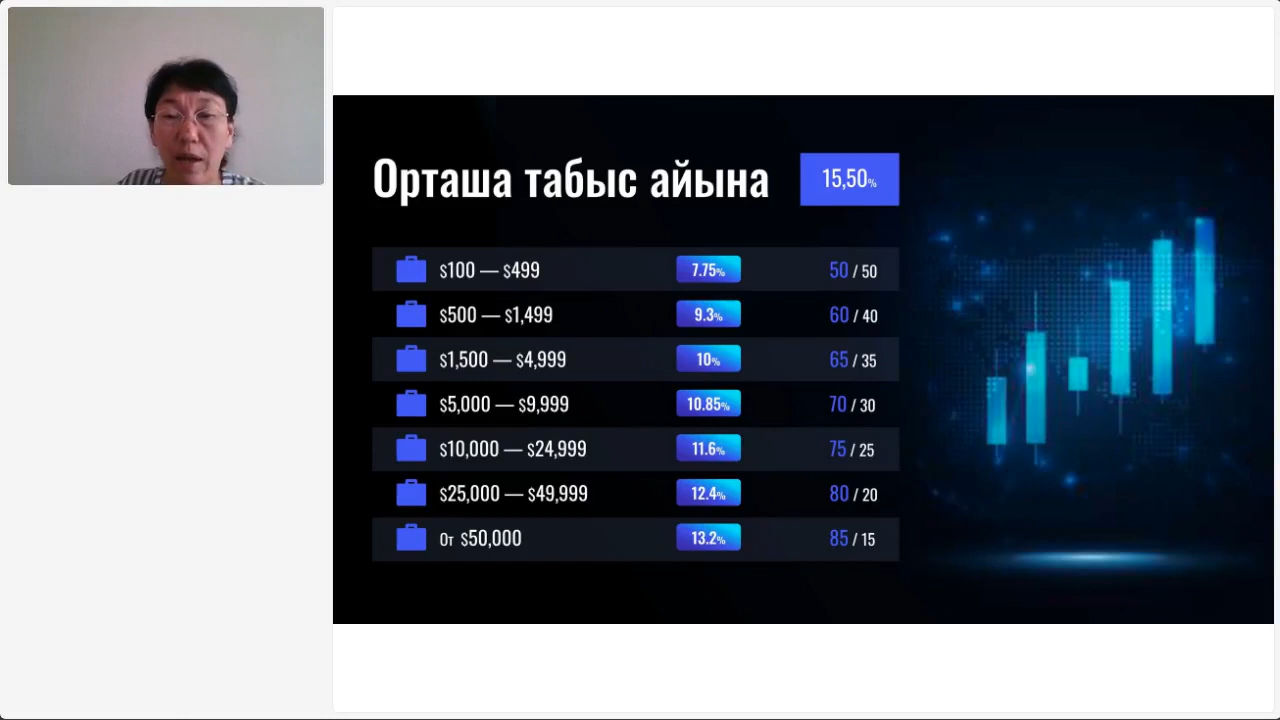 Орташа табыс айына 15,50%
$100 — $499 7.75% 50 / 50
$500 — $1,499 9.3% 60 / 40
$1,500 — $4,999 10% 65 / 35
$5,000 — $9,999 10.85% 70 / 30
$10,000 — $24,999 11.6% 75 / 25
$25,000 — $49,999 12.4% 80 / 20
От $50,000 13.2% 85 / 15